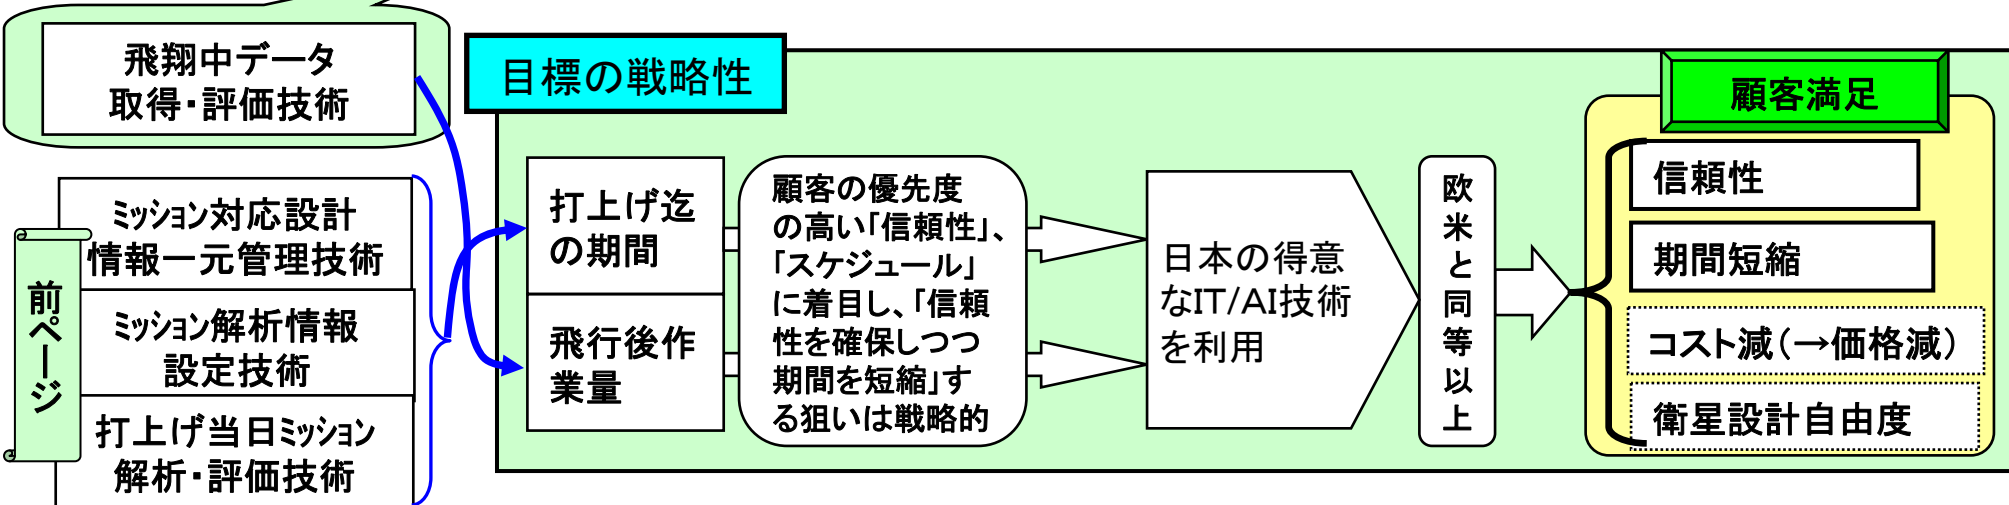 飛翔中データ
取得・評価技術
ミッション対応設計
情報一元管理技術
ミッション解析情報
設定技術
打上げ当日ミッション
解析・評価技術
前ページ
目標の戦略性
打上げ迄
の期間
飛行後作
業量
顧客の優先度
の高い「信頼性」、
「スケジュール」
に着目し、「信頼
性を確保しつつ
期間を短縮」す
る狙いは戦略的
日本の得意
なIT/AI技術
を利用
欧米と同等以上
顧客満足
信頼性
期間短縮
コスト減（→価格減）
衛星設計自由度